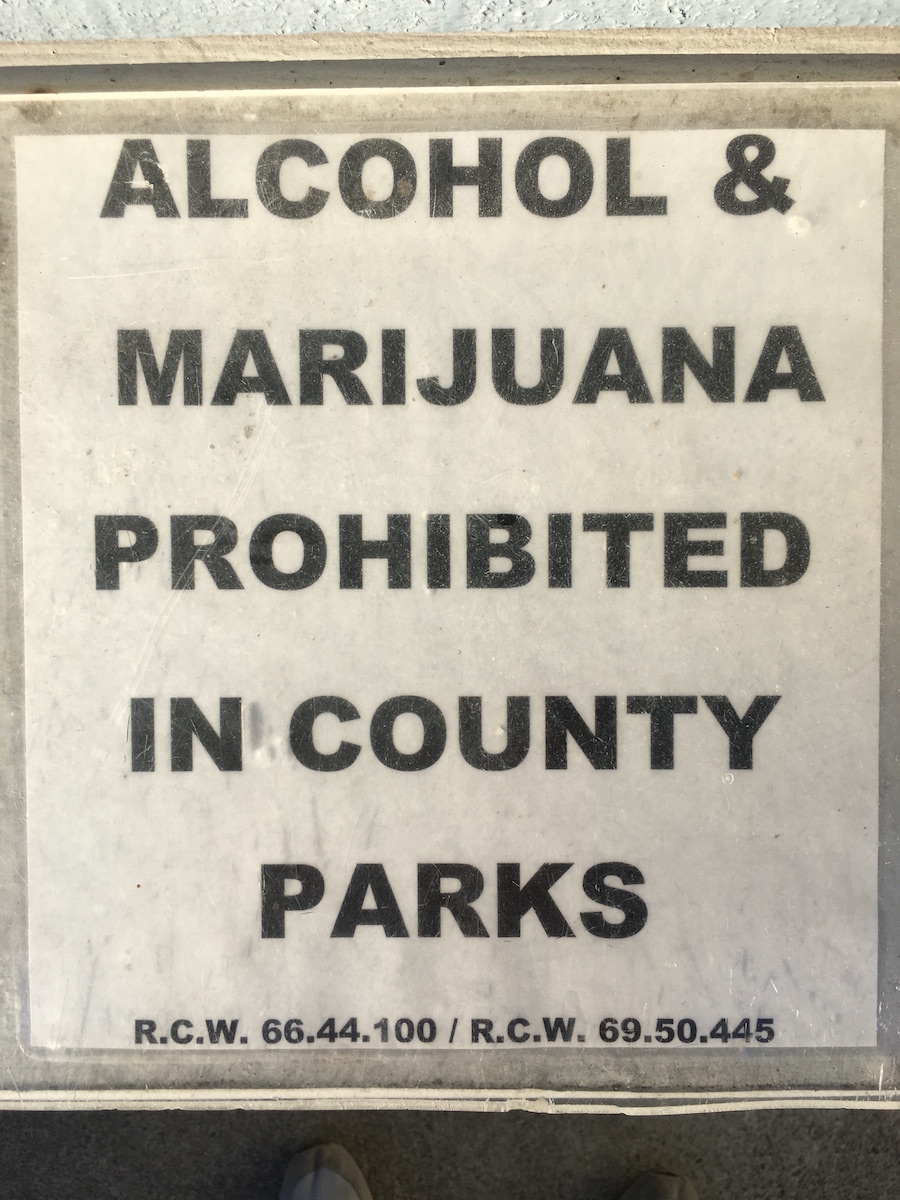 ALCOHOL &
MARIJUANA
PROHIBITED
IN COUNTY
PARKS
R.C.W. 66.44.100 / R.C.W. 69.50.445